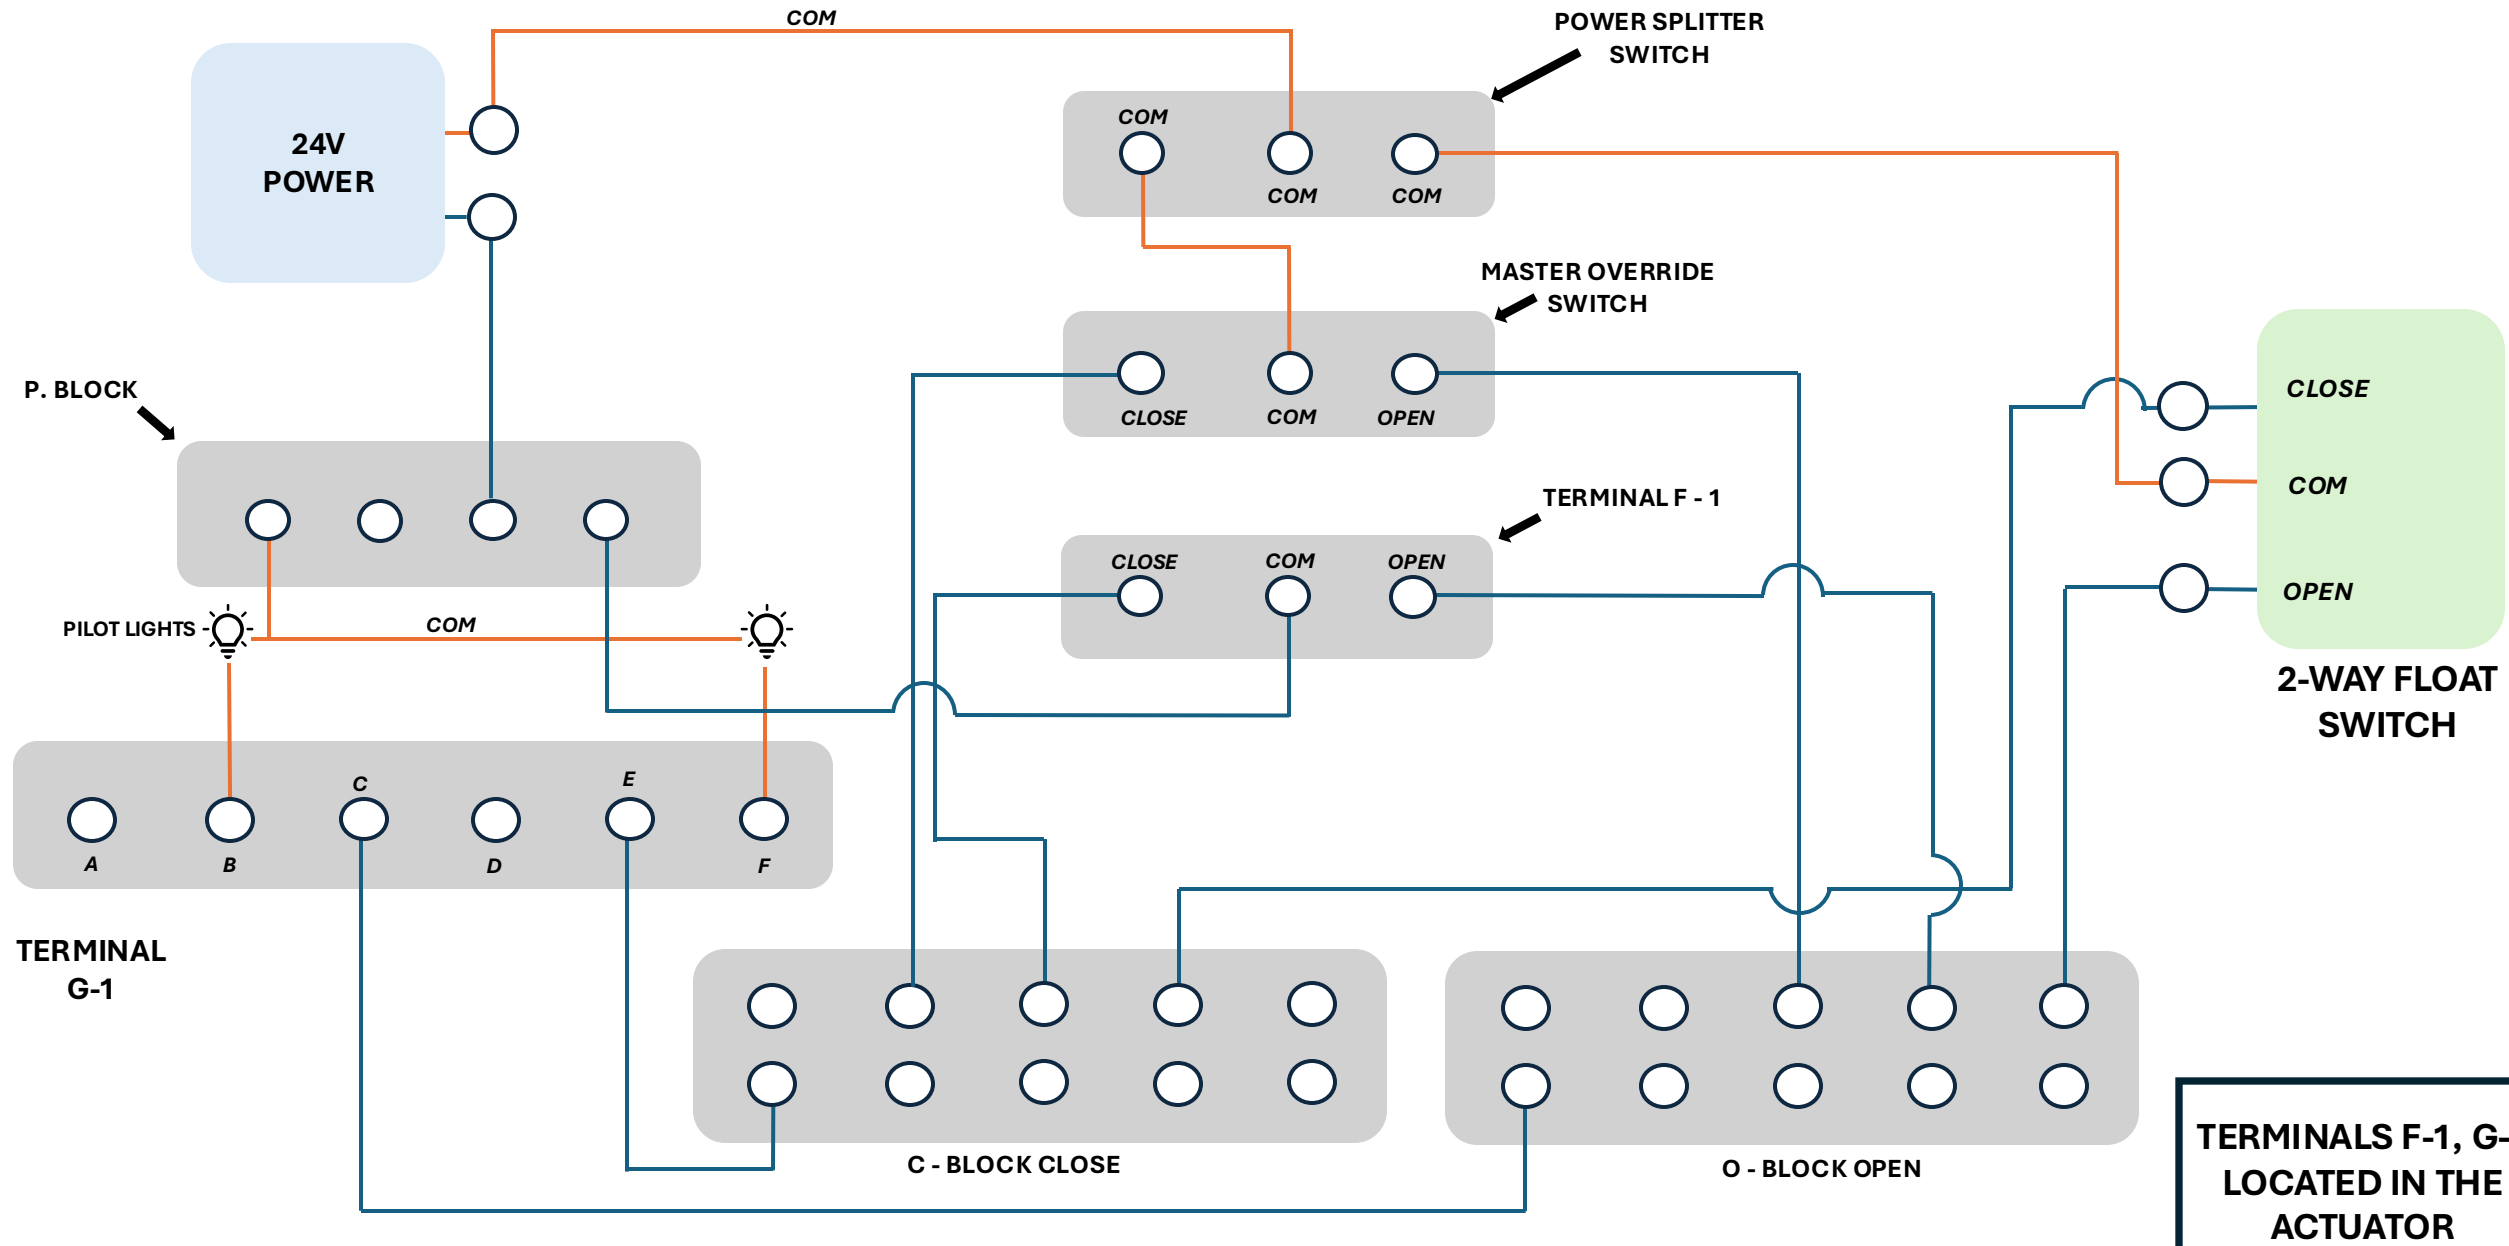 COM
POWER SPLITTER
SWITCH
24V
POWER
COM
COM
COM
MASTER OVERRIDE
SWITCH
P. BLOCK
CLOSE
COM
OPEN
CLOSE
COM
OPEN
2-WAY FLOAT
SWITCH
TERMINAL F - 1
CLOSE
COM
OPEN
PILOT LIGHTS
COM
C
E
A
B
D
F
TERMINAL
G-1
C - BLOCK CLOSE
O - BLOCK OPEN
TERMINALS F-1, G-
LOCATED IN THE
ACTUATOR